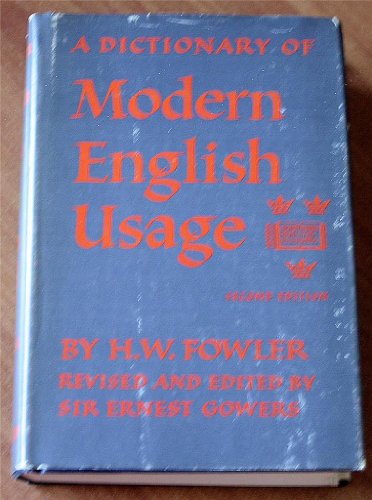 A DICTIONARY OF
Modern
English
Usage
SECOND EDITION
BY H.W. FOWLER
REVISED AND EDITED BY
SIR ERNEST GOWERS